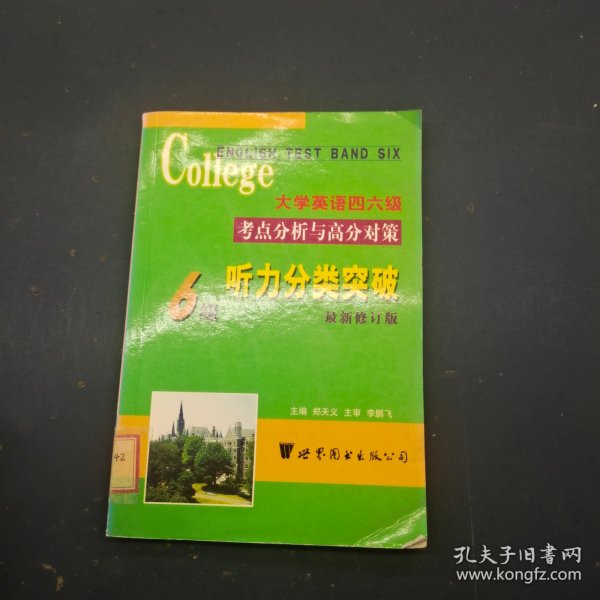 ENGLISH TEST BAND SIX
College
大学英语四六级
考点分析与高分对策
6级
听力分类突破
最新修订版
主编 郑天义 主审 李鹏飞
世界图书出版公司
42
孔夫子旧书网
www.kongfz.com